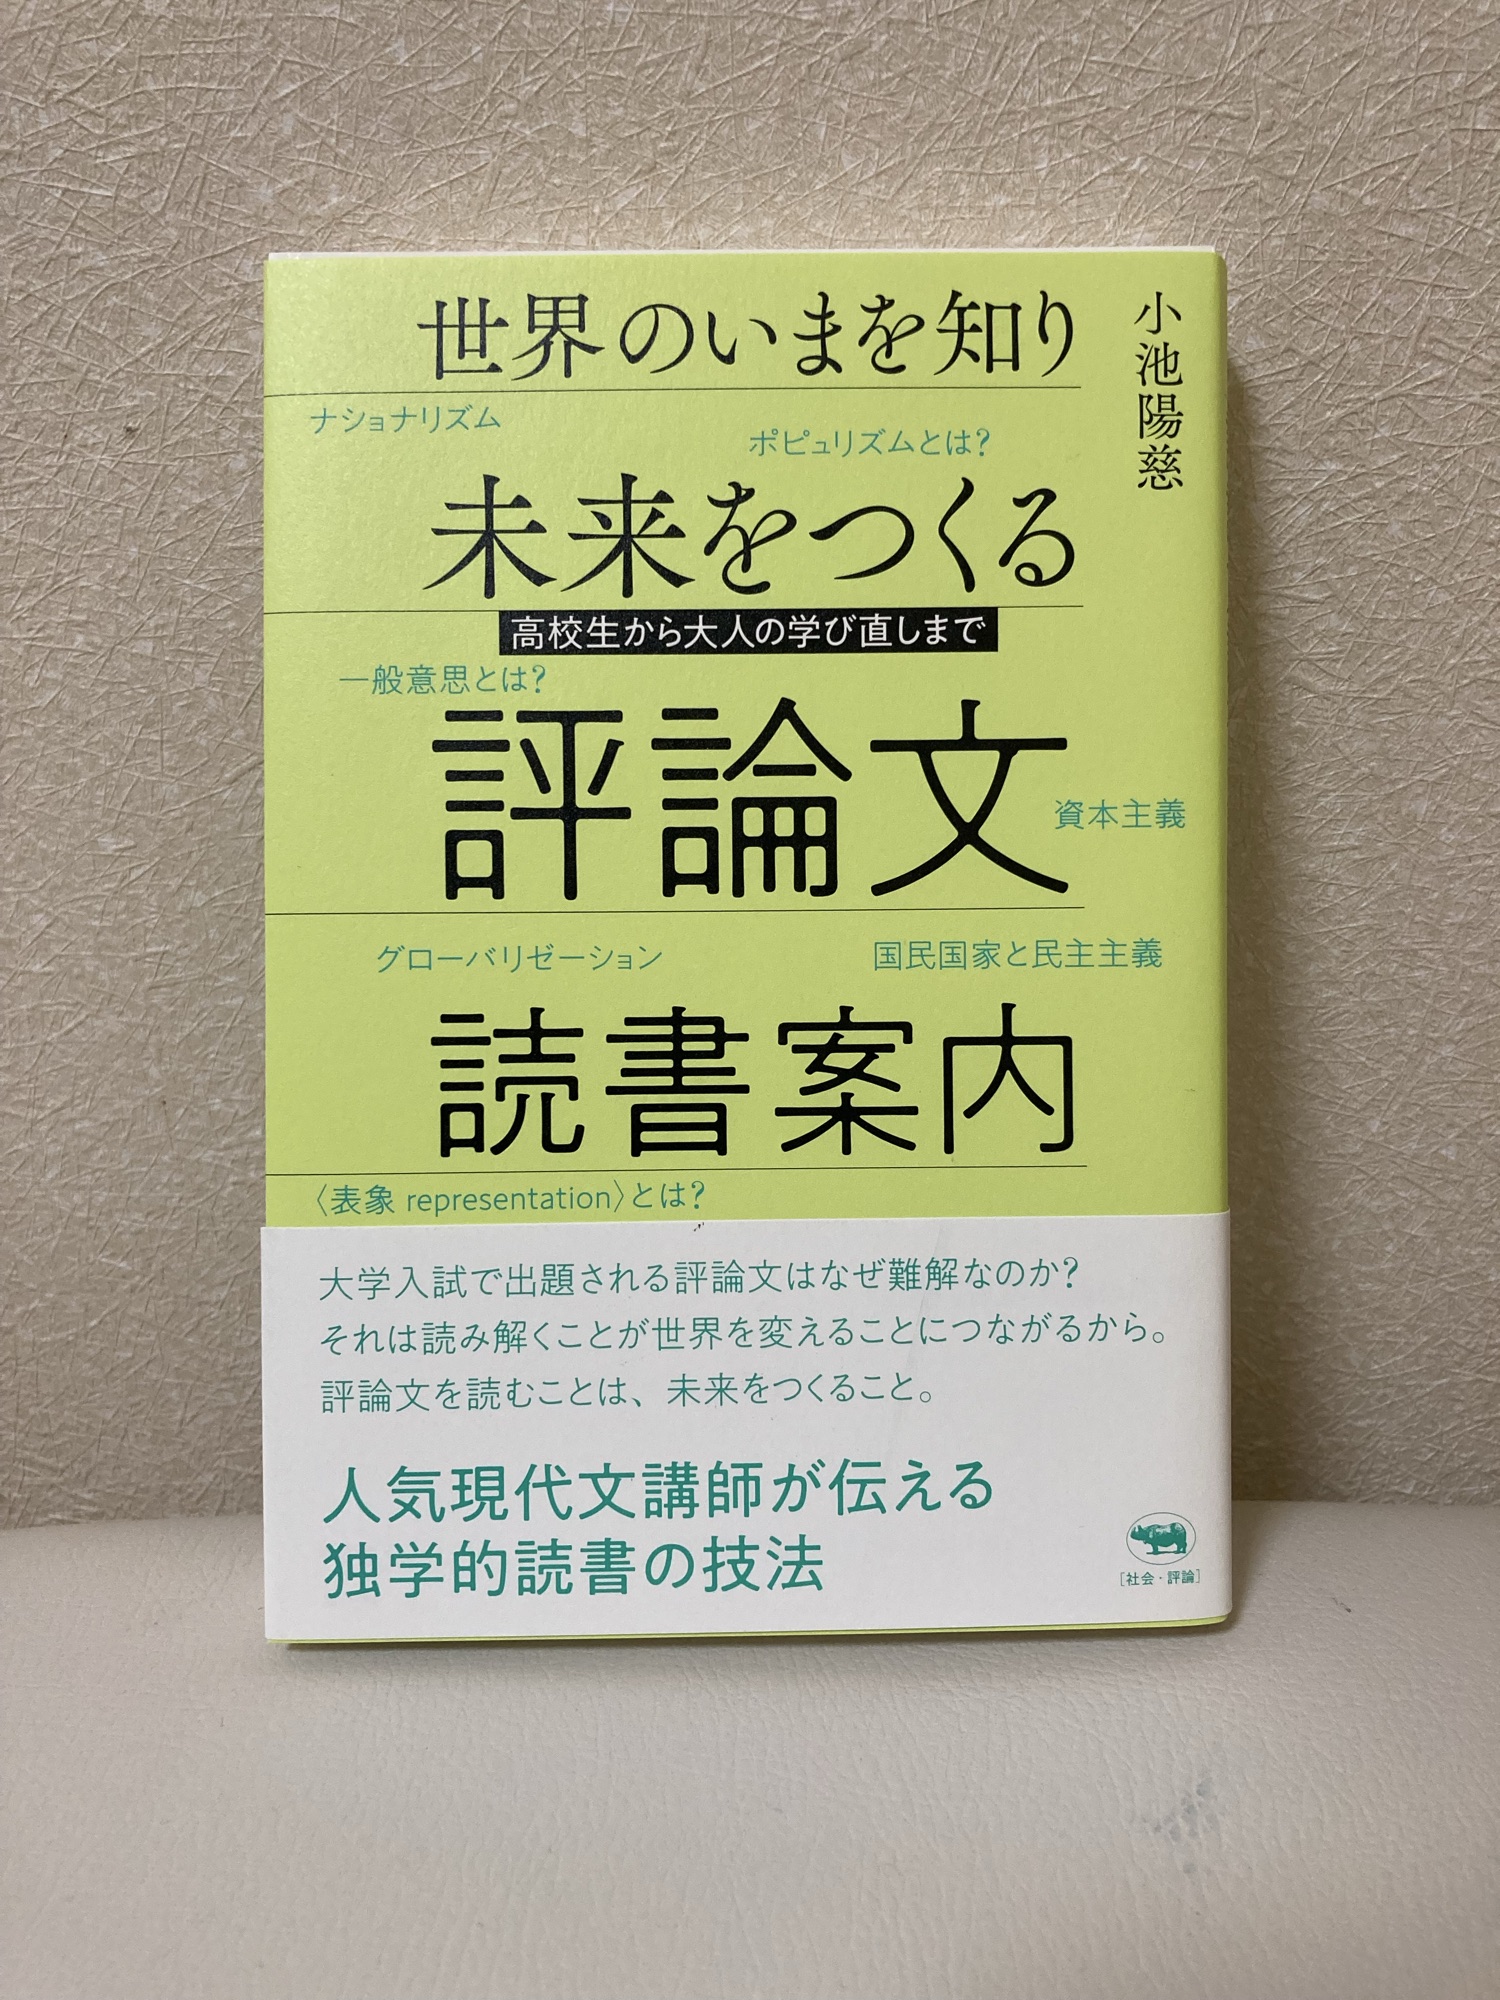 世界のいまを知り
小池陽慈
ナショナリズム
ポピュリズムとは?
未来をつくる
高校生から大人の学び直しまで
一般意思とは?
評論文
資本主義
グローバリゼーション
国民国家と民主主義
読書案内
〈表象 representation〉とは?
大学入試で出題される評論文はなぜ難解なのか?
それは読み解くことが世界を変えることにつながるから。
評論文を読むことは、未来をつくること。
人気現代文講師が伝える
独学的読書の技法
[社会・評論]